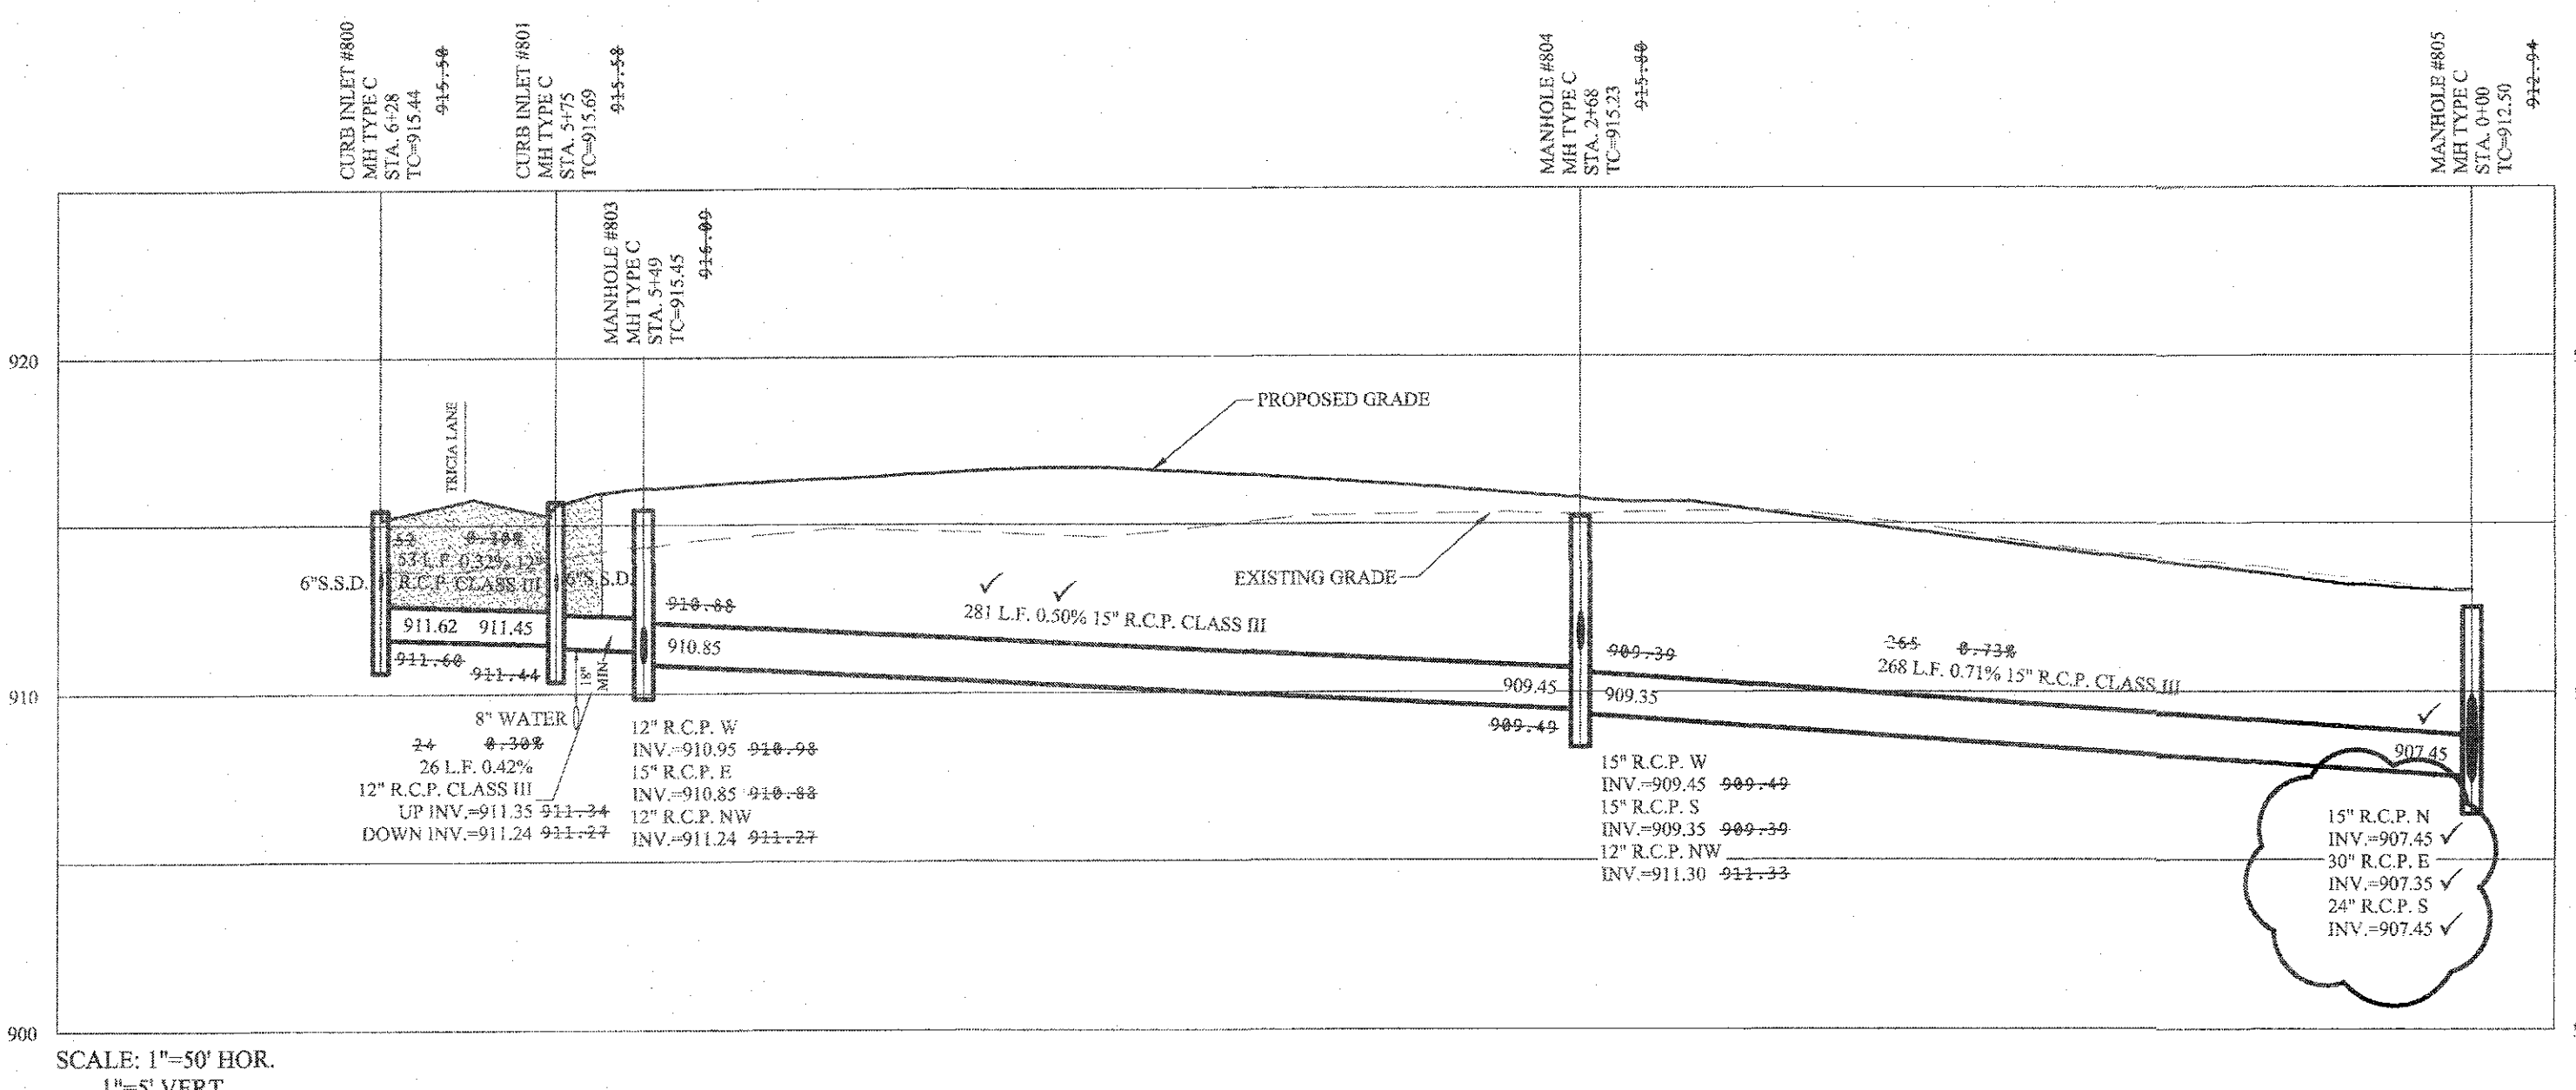 CURB INLET #800
MH TYPE C
STA. 6+28
TC=915.44
915.50
CURB INLET #801
MH TYPE C
STA. 5+75
TC=915.69
915.58
MANHOLE #803
MH TYPE C
STA. 5+49
TC=915.45
916.09
MANHOLE #804
MH TYPE C
STA. 2+68
TC=915.23
915.80
MANHOLE #805
MH TYPE C
STA. 0+00
TC=912.50
912.94
920
910
900
TRICIA LANE
PROPOSED GRADE
EXISTING GRADE
0.30%
53 L.F. 0.32% 12"
R.C.P. CLASS III
6"S.S.D.
6"S.S.D.
911.62 911.45
911.60
911.44
18"
MIN
8" WATER
24 0.30%
26 L.F. 0.42%
12" R.C.P. CLASS III
UP INV.=911.35 911.34
DOWN INV.=911.24 911.27
910.88
910.85
281 L.F. 0.50% 15" R.C.P. CLASS III
12" R.C.P. W
INV.=910.95 910.98
15" R.C.P. E
INV.=910.85 910.88
12" R.C.P. NW
INV.=911.24 911.27
909.45
909.49
909.39
909.35
265 0.73%
268 L.F. 0.71% 15" R.C.P. CLASS III
15" R.C.P. W
INV.=909.45 909.49
15" R.C.P. S
INV.=909.35 909.39
12" R.C.P. NW
INV.=911.30 911.33
907.45
15" R.C.P. N
INV.=907.45 ✓
30" R.C.P. E
INV.=907.35 ✓
24" R.C.P. S
INV.=907.45 ✓
SCALE: 1"=50' HOR.
1"=5' VERT